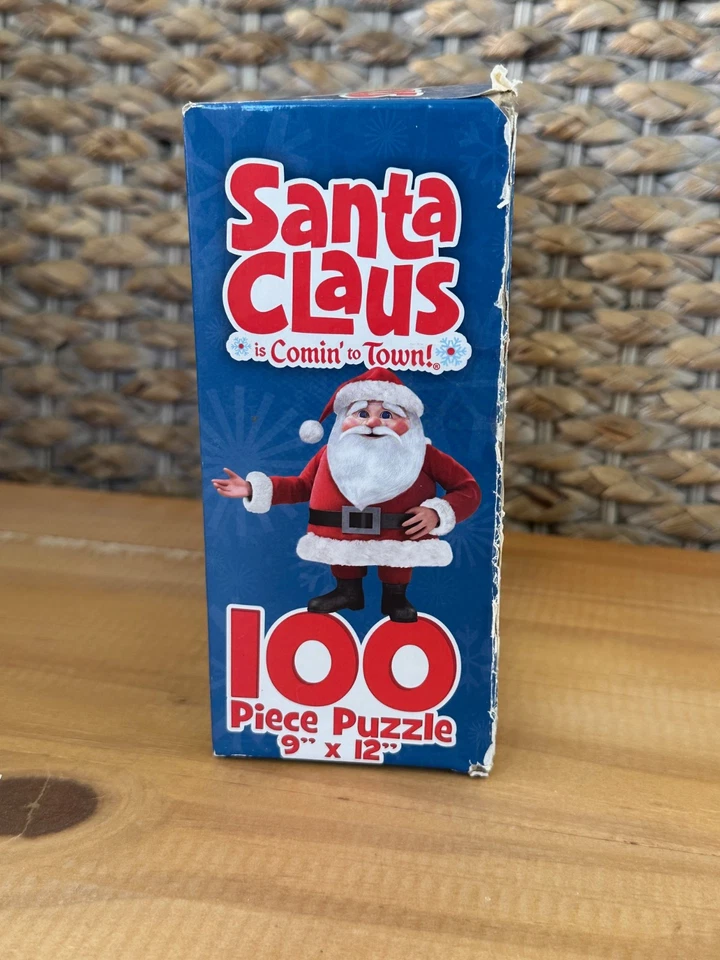 Santa
Claus
is Comin' to Town!®
100
Piece Puzzle
9" x 12"